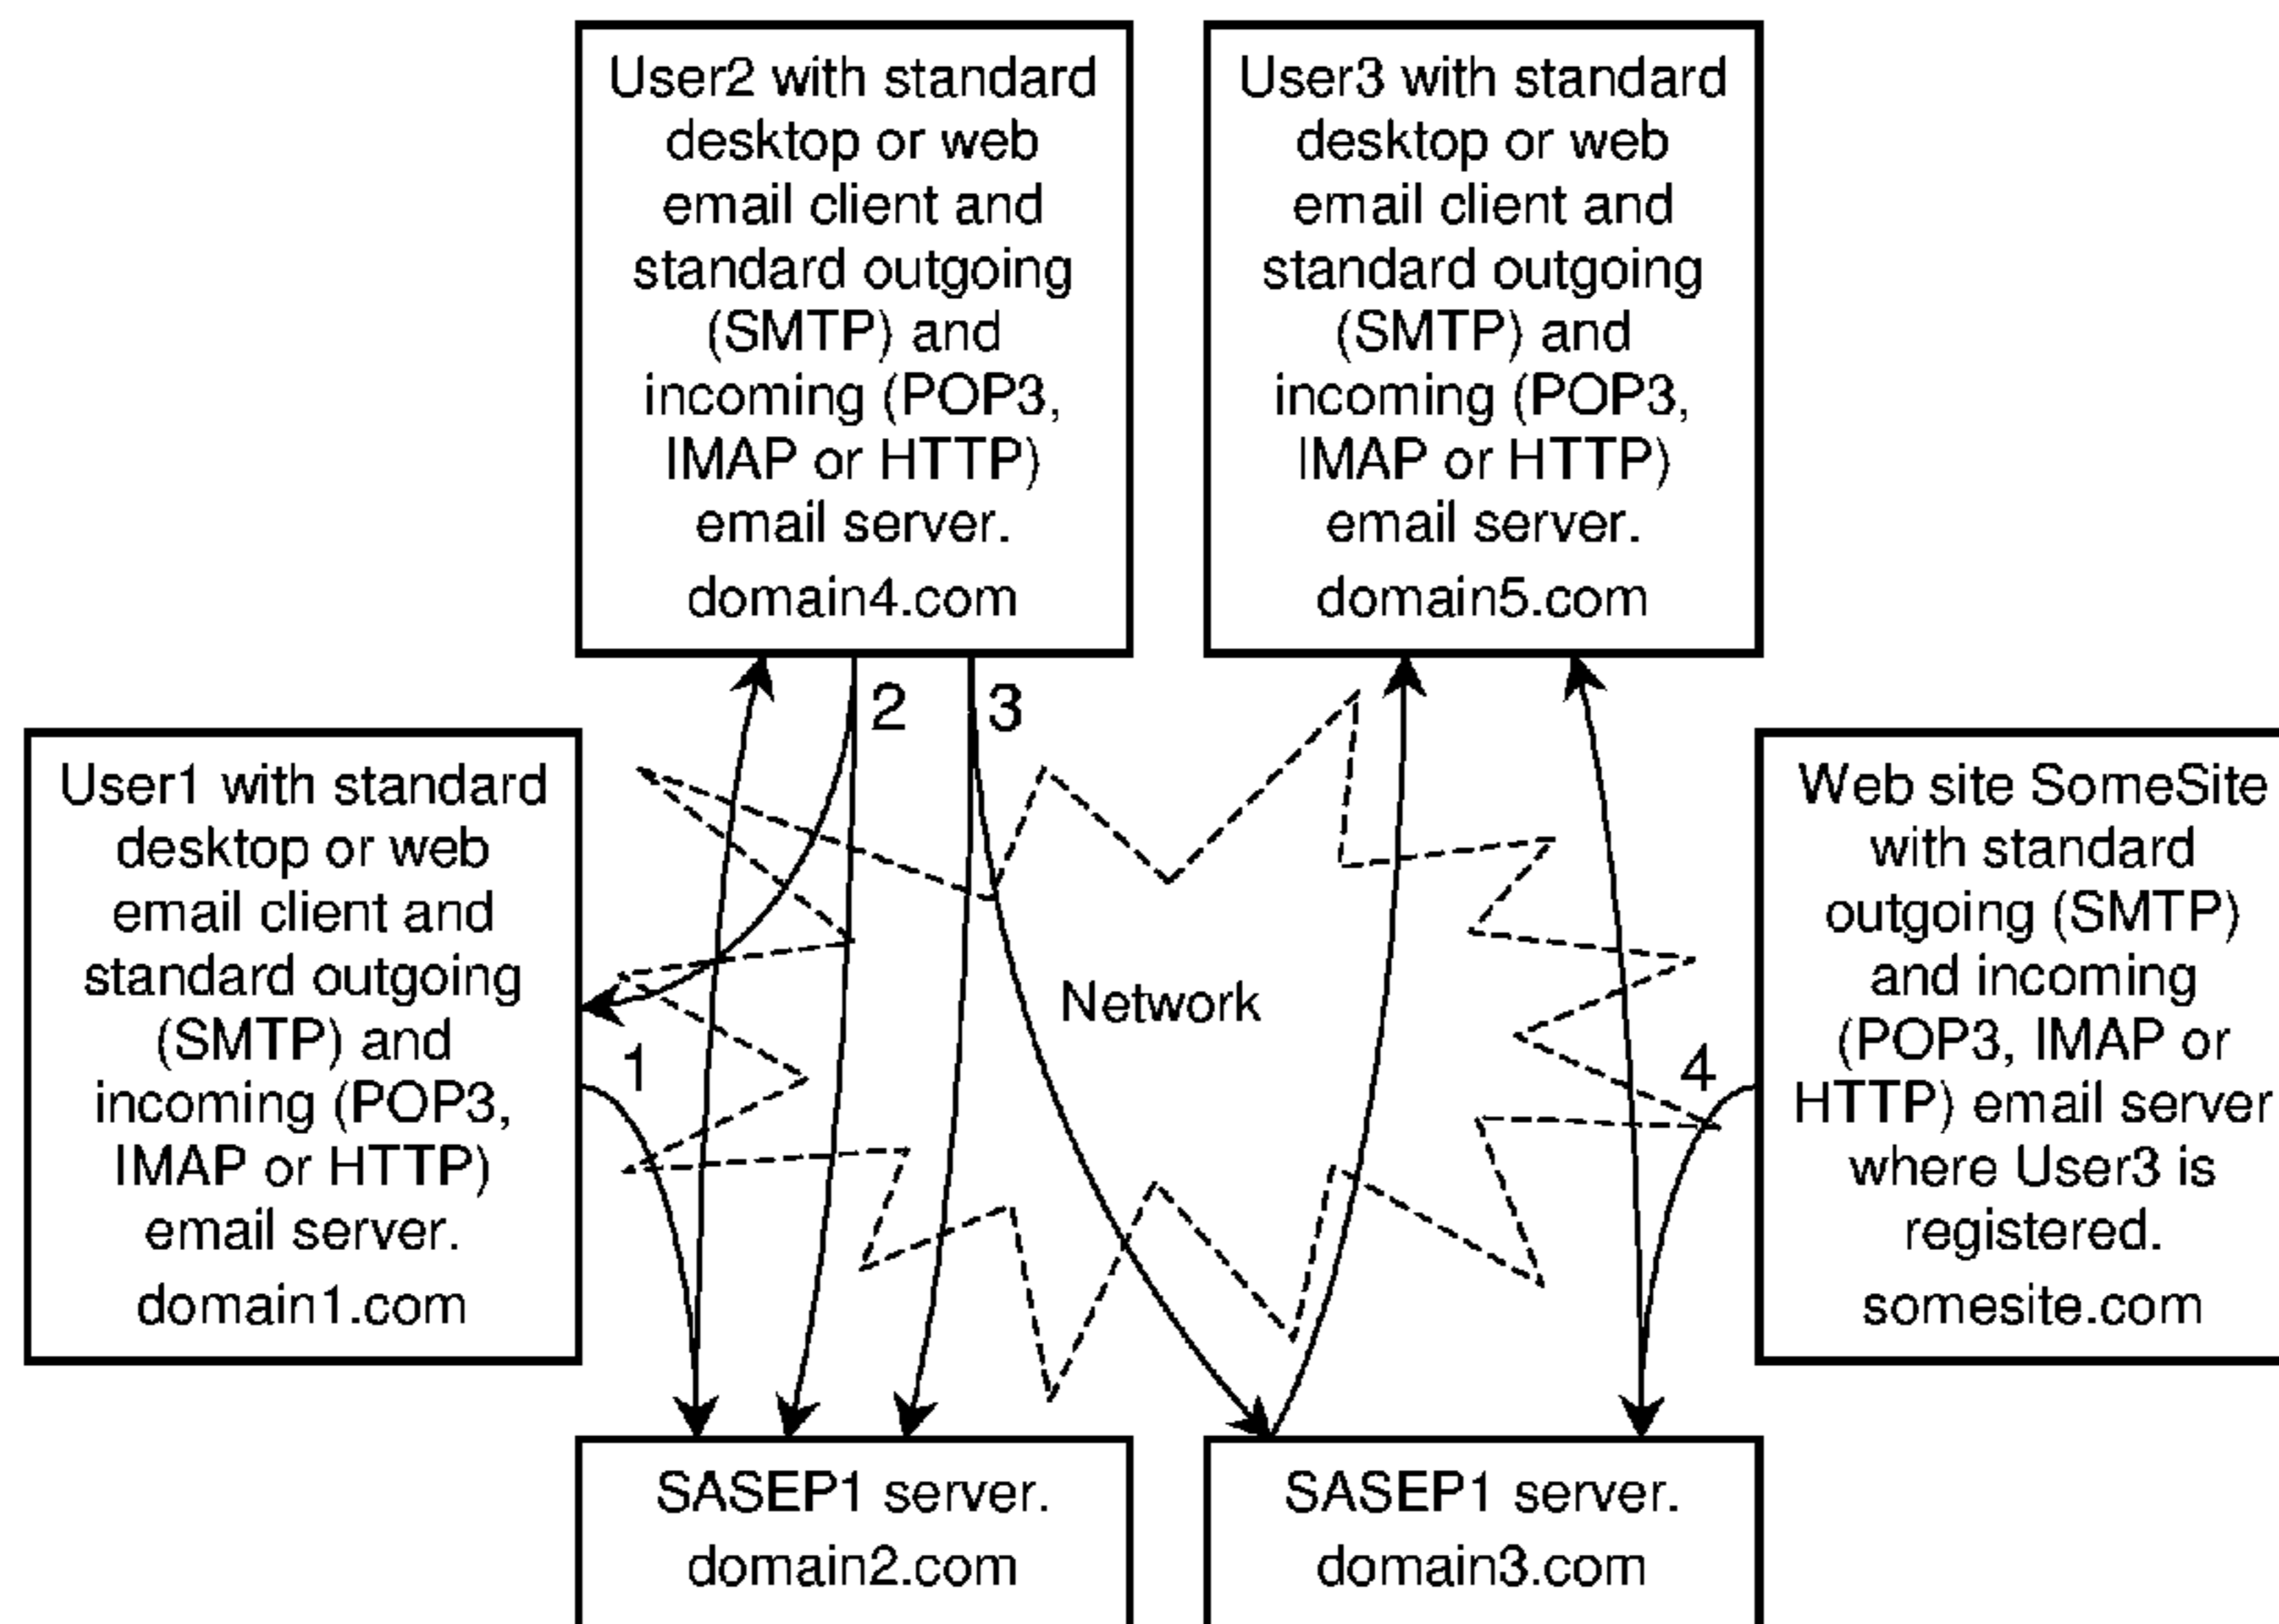 User2 with standard
desktop or web
email client and
standard outgoing
(SMTP) and
incoming (POP3,
IMAP or HTTP)
email server.
domain4.com
User3 with standard
desktop or web
email client and
standard outgoing
(SMTP) and
incoming (POP3,
IMAP or HTTP)
email server.
domain5.com
2
3
User1 with standard
desktop or web
email client and
standard outgoing
(SMTP) and
incoming (POP3,
IMAP or HTTP)
email server.
domain1.com
1
Network
4
Web site SomeSite
with standard
outgoing (SMTP)
and incoming
(POP3, IMAP or
HTTP) email server
where User3 is
registered.
somesite.com
SASEP1 server.
domain2.com
SASEP1 server.
domain3.com